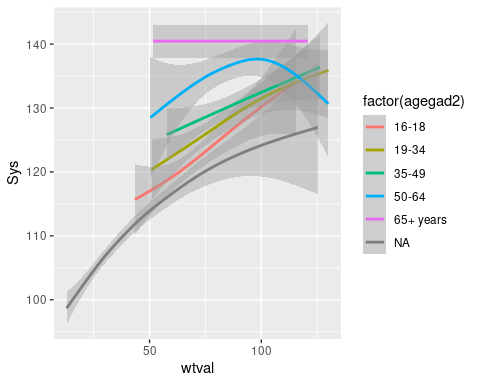 140
130
120
110
100
Sys
50
100
wtval
factor(agegad2)
16-18
19-34
35-49
50-64
65+ years
NA